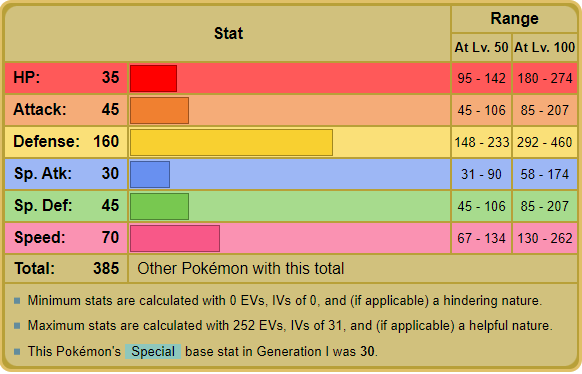 Stat Range
At Lv. 50 At Lv. 100
HP: 35 95 - 142 180 - 274
Attack: 45 45 - 106 85 - 207
Defense: 160 148 - 233 292 - 460
Sp. Atk: 30 31 - 90 58 - 174
Sp. Def: 45 45 - 106 85 - 207
Speed: 70 67 - 134 130 - 262
Total: 385 Other Pokémon with this total
Minimum stats are calculated with 0 EVs, IVs of 0, and (if applicable) a hindering nature.
Maximum stats are calculated with 252 EVs, IVs of 31, and (if applicable) a helpful nature.
This Pokémon's Special base stat in Generation I was 30.